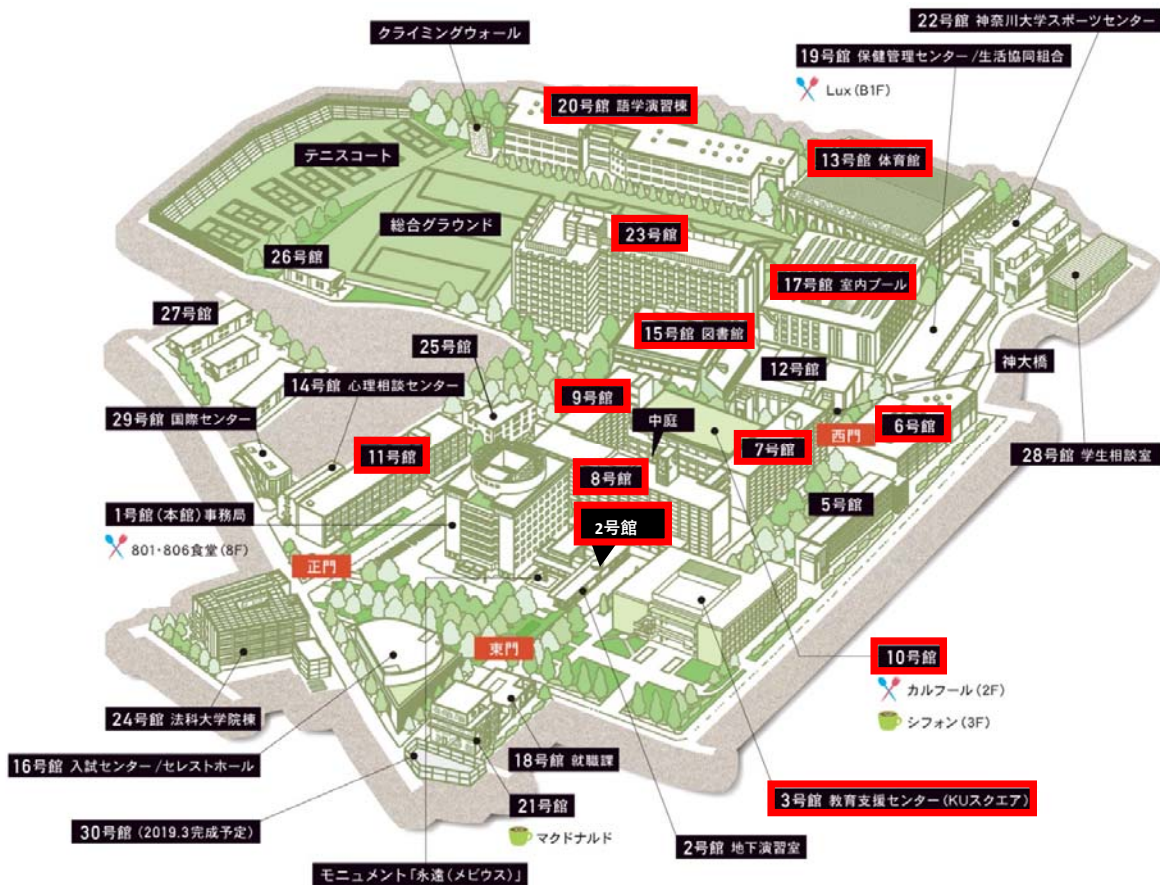 22号館 神奈川大学スポーツセンター
クライミングウォール
19号館 保健管理センター/生活協同組合
Lux(B1F)
20号館 語学演習棟
テニスコート
13号館 体育館
総合グラウンド
23号館
26号館
17号館 室内プール
27号館
15号館 図書館
25号館
12号館
神大橋
14号館 心理相談センター
9号館
29号館 国際センター
中庭
6号館
西門
7号館
11号館
28号館 学生相談室
8号館
5号館
1号館(本館)事務局
2号館
801・806食堂(8F)
正門
東門
10号館
カルフール(2F)
シフォン(3F)
24号館 法科大学院棟
18号館 就職課
16号館 入試センター/セレストホール
3号館 教育支援センター(KUスクエア)
21号館
30号館(2019.3完成予定)
マクドナルド
2号館 地下演習室
モニュメント「永遠(メビウス)」